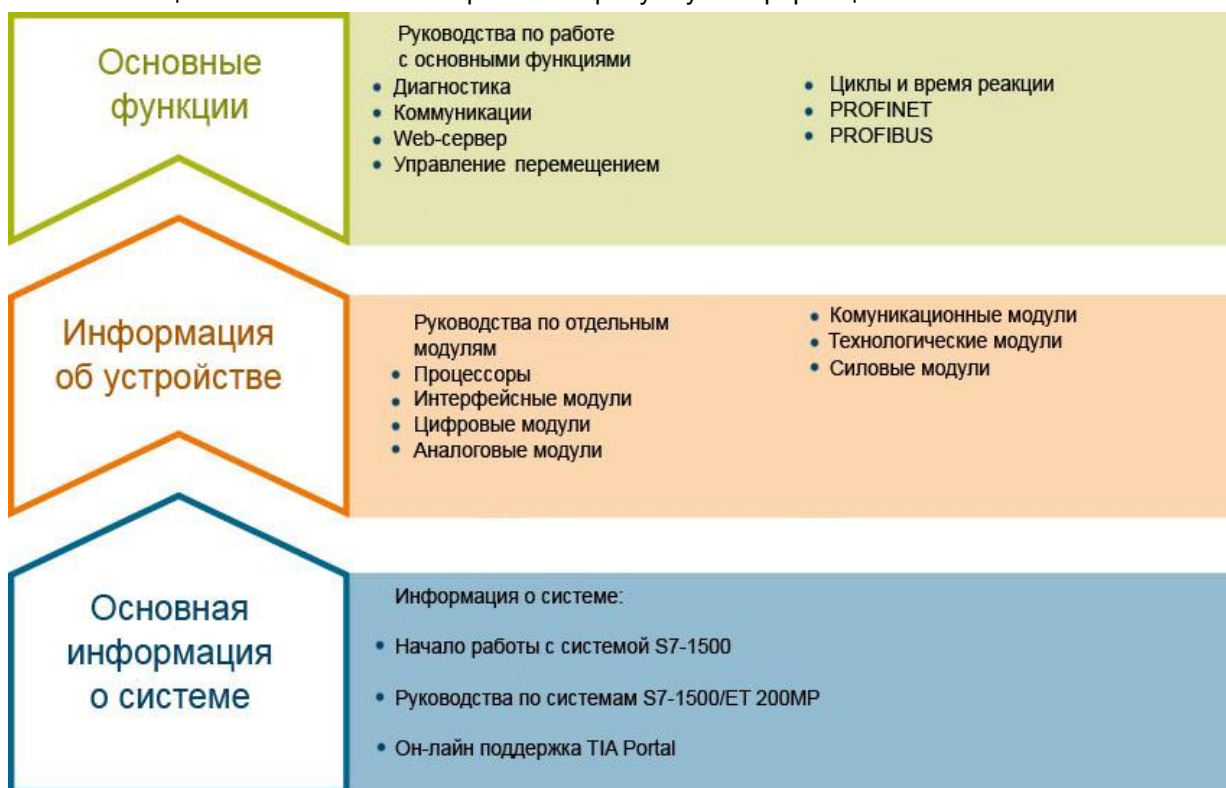 Основные
функции
Руководства по работе
с основными функциями
• Диагностика
• Коммуникации
• Web-сервер
• Управление перемещением
• Циклы и время реакции
• PROFINET
• PROFIBUS
Информация
об устройстве
Руководства по отдельным
модулям
• Процессоры
• Интерфейсные модули
• Цифровые модули
• Аналоговые модули
• Комуникационные модули
• Технологические модули
• Силовые модули
Основная
информация
о системе
Информация о системе:
• Начало работы с системой S7-1500
• Руководства по системам S7-1500/ET 200MP
• Он-лайн поддержка TIA Portal